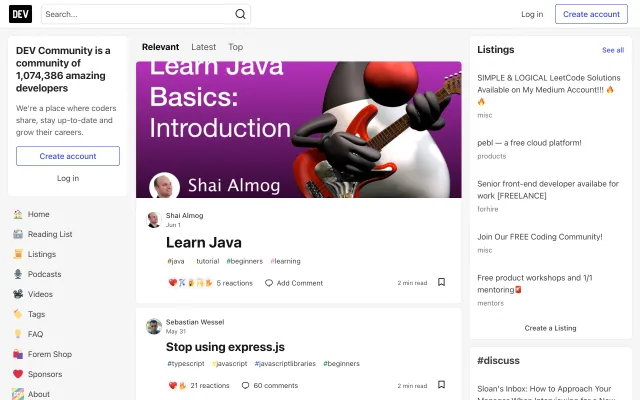 DEV
Search...
Log in
Create account
DEV Community is a
community of
1,074,386 amazing
developers
We're a place where coders
share, stay up-to-date and
grow their careers.
Create account
Log in
Home
Reading List
Listings
Podcasts
Videos
Tags
FAQ
Forem Shop
Sponsors
About
Relevant
Latest
Top
Learn Java
Basics:
Introduction
Shai Almog
Shai Almog
Jun 1
Learn Java
#java tutorial #beginners #learning
5 reactions
Add Comment
2 min read
Sebastian Wessel
May 31
Stop using express.js
#typescript #javascript #javascriptlibraries #beginners
21 reactions
60 comments
2 min read
Listings
See all
SIMPLE & LOGICAL LeetCode Solutions
Available on My Medium Account!!! 🔥
🔥
misc
pebl — a free cloud platform!
products
Senior front-end developer availabe for
work [FREELANCE]
forhire
Join Our FREE Coding Community!
misc
Free product workshops and 1/1
mentoring🚨
mentors
Create a Listing
#discuss
Sloan's Inbox: How to Approach Your
Manager When Interviewing for a New